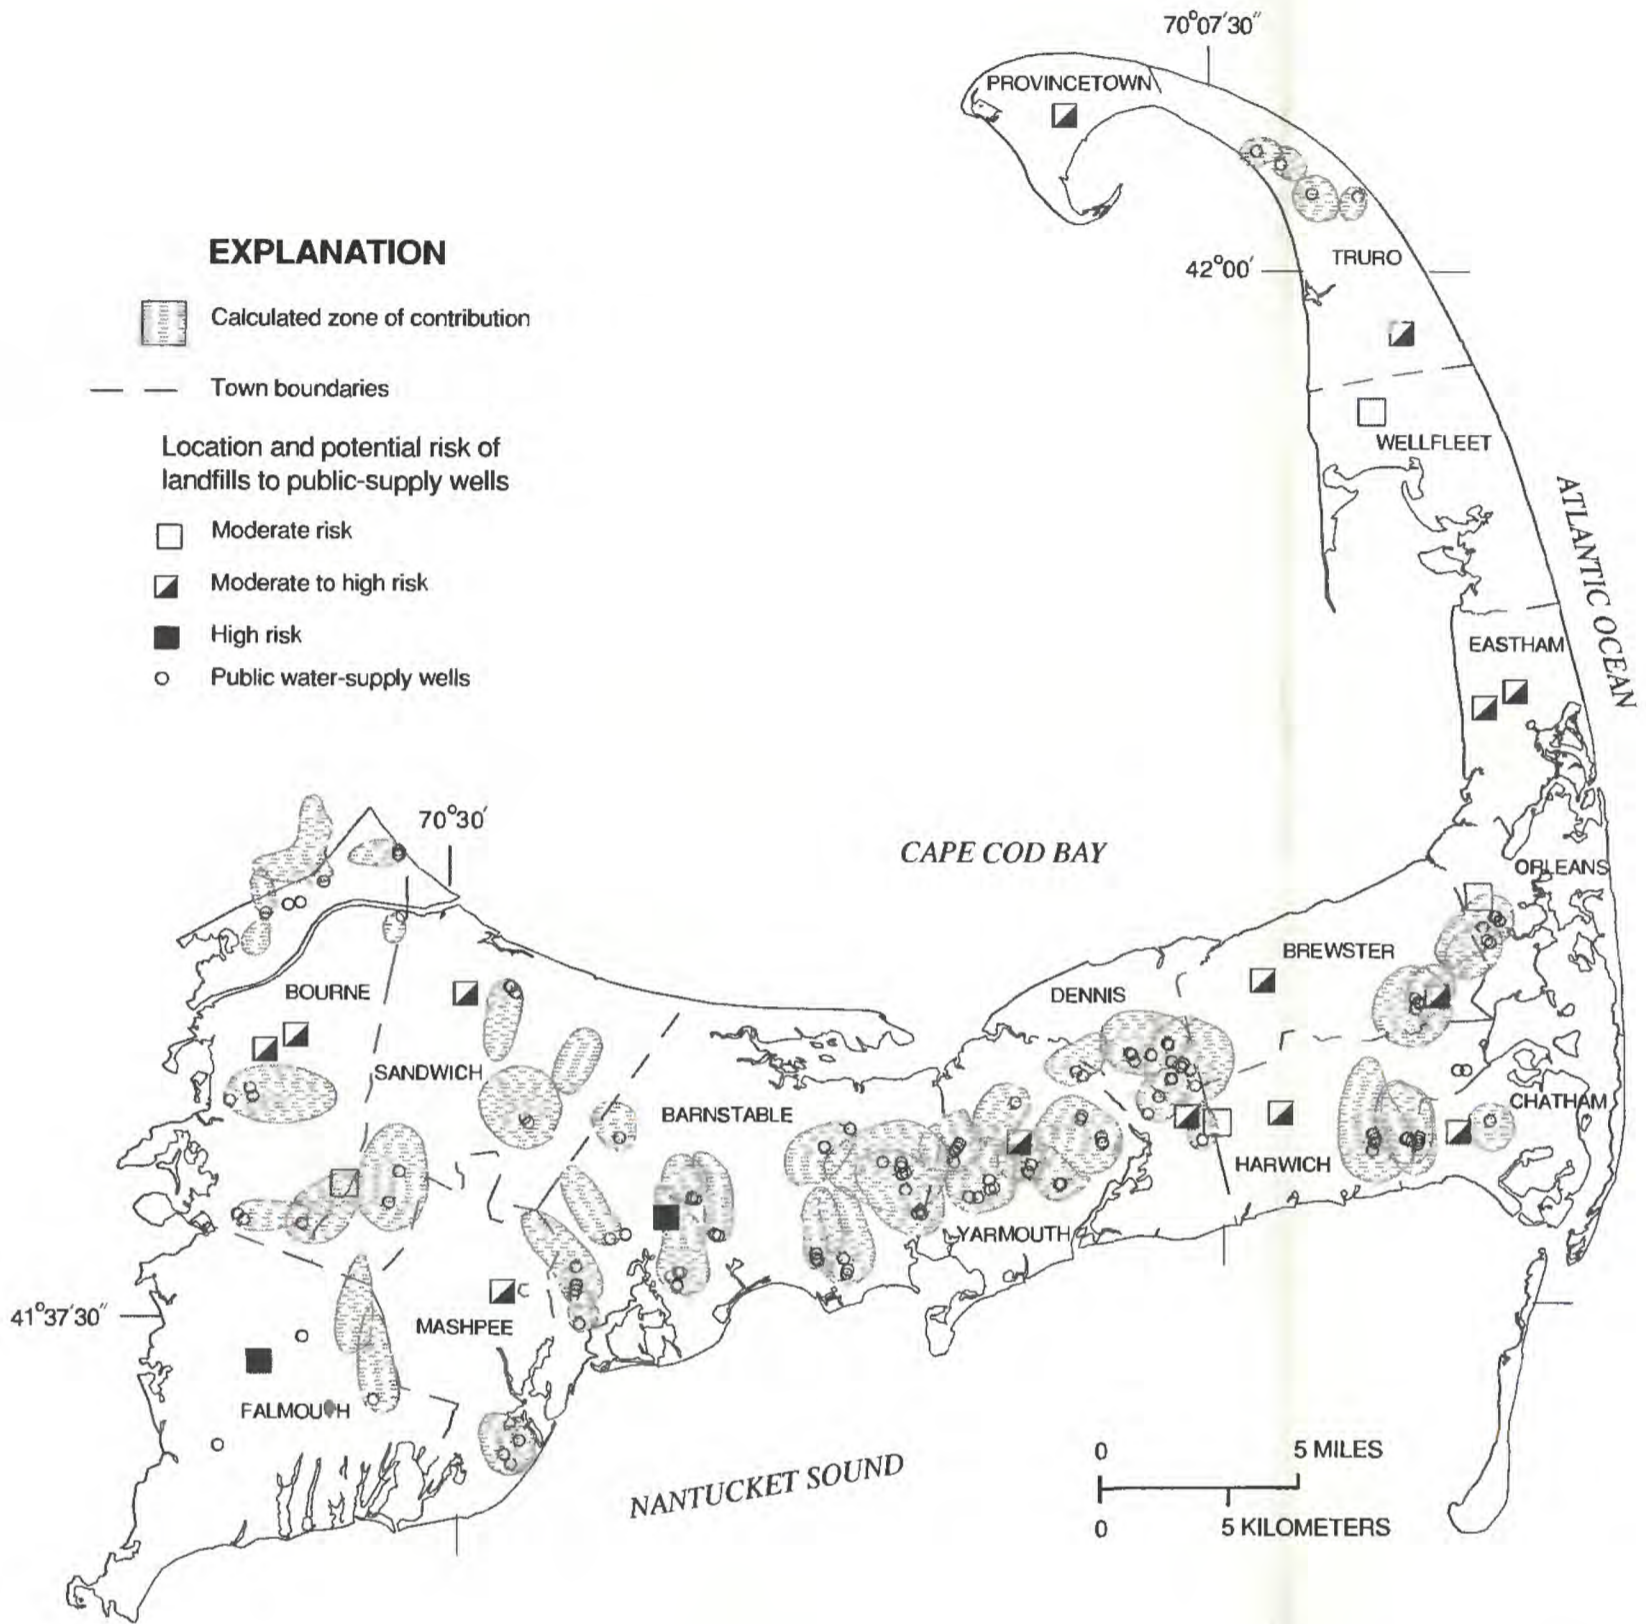 70°07'30"
PROVINCETOWN
TRURO
42°00'
EXPLANATION
Calculated zone of contribution
Town boundaries
Location and potential risk of
landfills to public-supply wells
Moderate risk
Moderate to high risk
High risk
Public water-supply wells
WELLFLEET
ATLANTIC OCEAN
EASTHAM
70°30'
CAPE COD BAY
ORLEANS
BREWSTER
BOURNE
DENNIS
SANDWICH
BARNSTABLE
CHATHAM
HARWICH
YARMOUTH
41°37'30"
MASHPEE
FALMOUTH
NANTUCKET SOUND
0 5 MILES
0 5 KILOMETERS